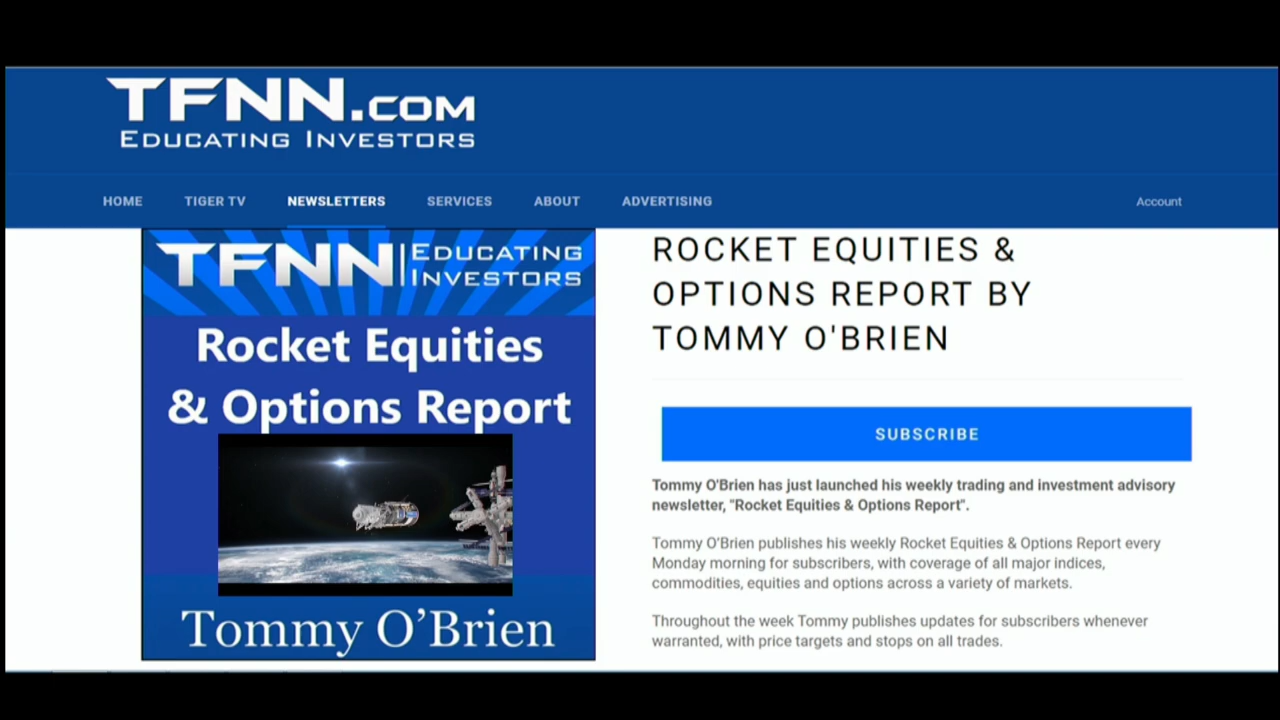 TFNN.COM
EDUCATING INVESTORS
HOME TIGER TV NEWSLETTERS SERVICES ABOUT ADVERTISING Account
TFNN|EDUCATING
INVESTORS
Rocket Equities
& Options Report
Tommy O’Brien
ROCKET EQUITIES &
OPTIONS REPORT BY
TOMMY O'BRIEN
SUBSCRIBE
Tommy O'Brien has just launched his weekly trading and investment advisory
newsletter, "Rocket Equities & Options Report".
Tommy O'Brien publishes his weekly Rocket Equities & Options Report every
Monday morning for subscribers, with coverage of all major indices,
commodities, equities and options across a variety of markets.
Throughout the week Tommy publishes updates for subscribers whenever
warranted, with price targets and stops on all trades.